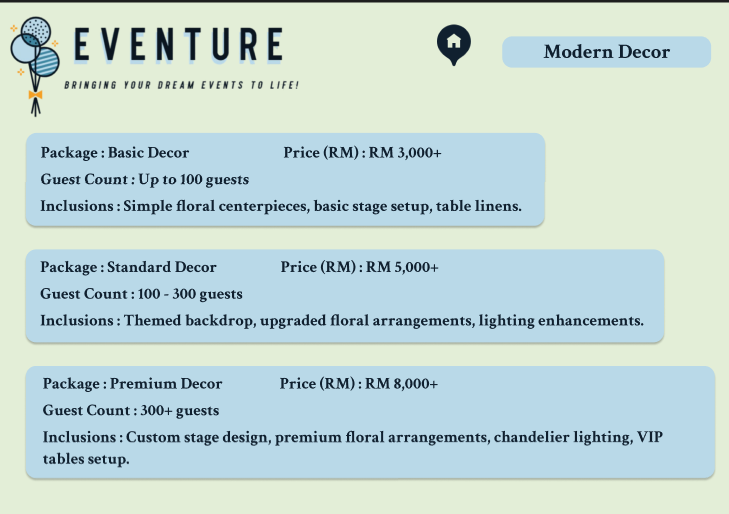 EVENTURE
BRINGING YOUR DREAM EVENTS TO LIFE!
Modern Decor
Package : Basic Decor Price (RM) : RM 3,000+
Guest Count : Up to 100 guests
Inclusions : Simple floral centerpieces, basic stage setup, table linens.
Package : Standard Decor Price (RM) : RM 5,000+
Guest Count : 100 - 300 guests
Inclusions : Themed backdrop, upgraded floral arrangements, lighting enhancements.
Package : Premium Decor Price (RM) : RM 8,000+
Guest Count : 300+ guests
Inclusions : Custom stage design, premium floral arrangements, chandelier lighting, VIP
tables setup.